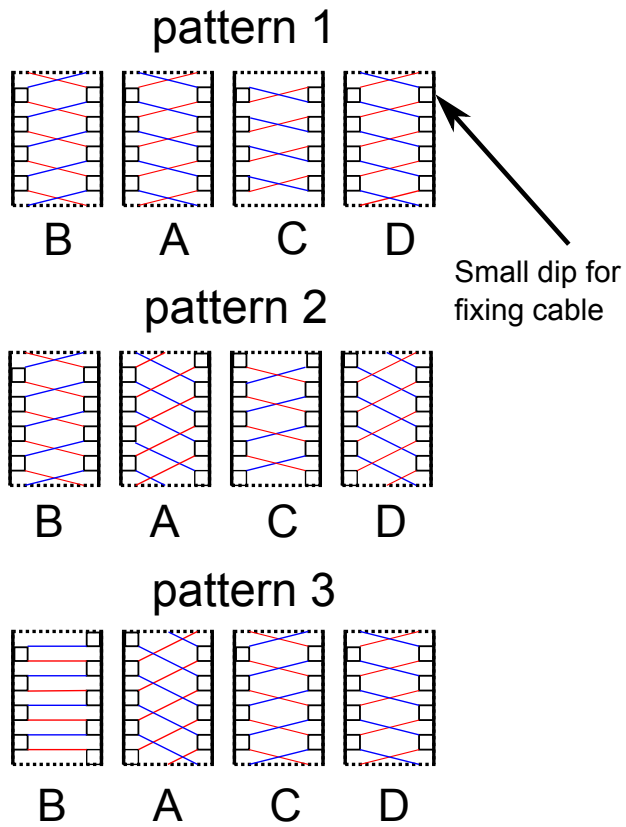 pattern 1
B A C D
Small dip for
fixing cable
pattern 2
B A C D
pattern 3
B A C D